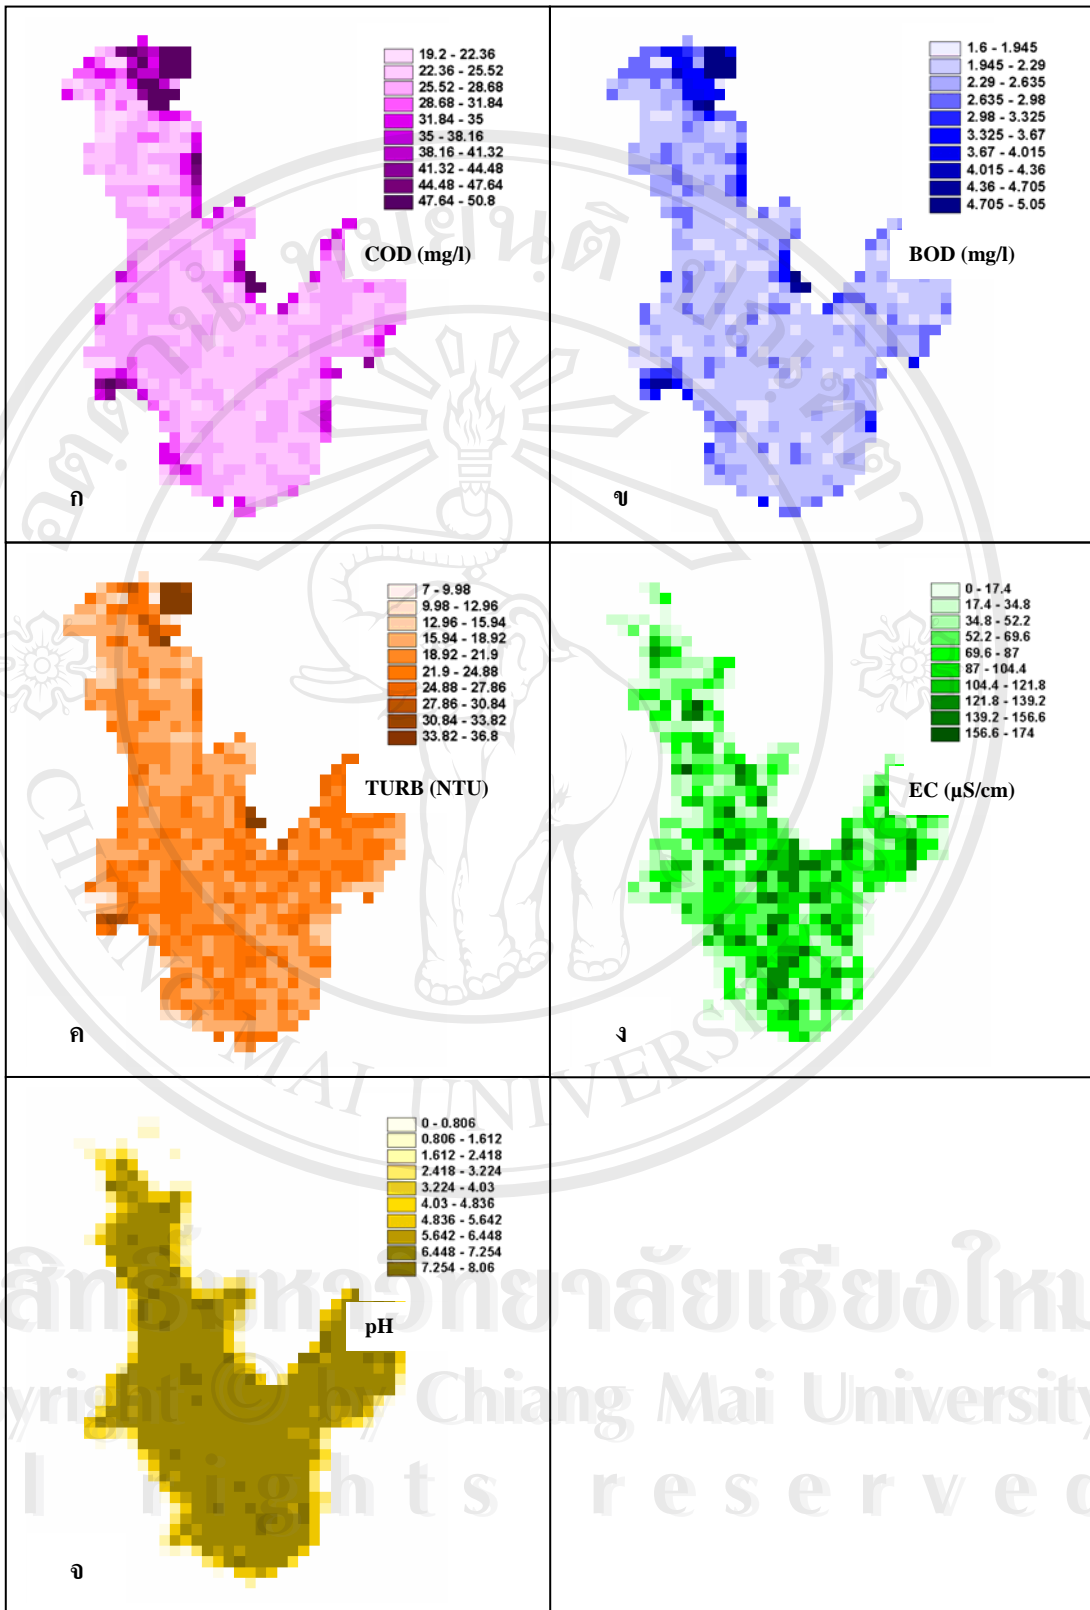 19.2 - 22.36
22.36 - 25.52
25.52 - 28.68
28.68 - 31.84
31.84 - 35
35 - 38.16
38.16 - 41.32
41.32 - 44.48
44.48 - 47.64
47.64 - 50.8
COD (mg/l)
ก
1.6 - 1.945
1.945 - 2.29
2.29 - 2.635
2.635 - 2.98
2.98 - 3.325
3.325 - 3.67
3.67 - 4.015
4.015 - 4.36
4.36 - 4.705
4.705 - 5.05
BOD (mg/l)
ข
7 - 9.98
9.98 - 12.96
12.96 - 15.94
15.94 - 18.92
18.92 - 21.9
21.9 - 24.88
24.88 - 27.86
27.86 - 30.84
30.84 - 33.82
33.82 - 36.8
TURB (NTU)
ค
0 - 17.4
17.4 - 34.8
34.8 - 52.2
52.2 - 69.6
69.6 - 87
87 - 104.4
104.4 - 121.8
121.8 - 139.2
139.2 - 156.6
156.6 - 174
EC (µS/cm)
ง
0 - 0.806
0.806 - 1.612
1.612 - 2.418
2.418 - 3.224
3.224 - 4.03
4.03 - 4.836
4.836 - 5.642
5.642 - 6.448
6.448 - 7.254
7.254 - 8.06
pH
จ
CHIANG MAI UNIVERSITY
yright © by Chiang Mai University
l rights reserved